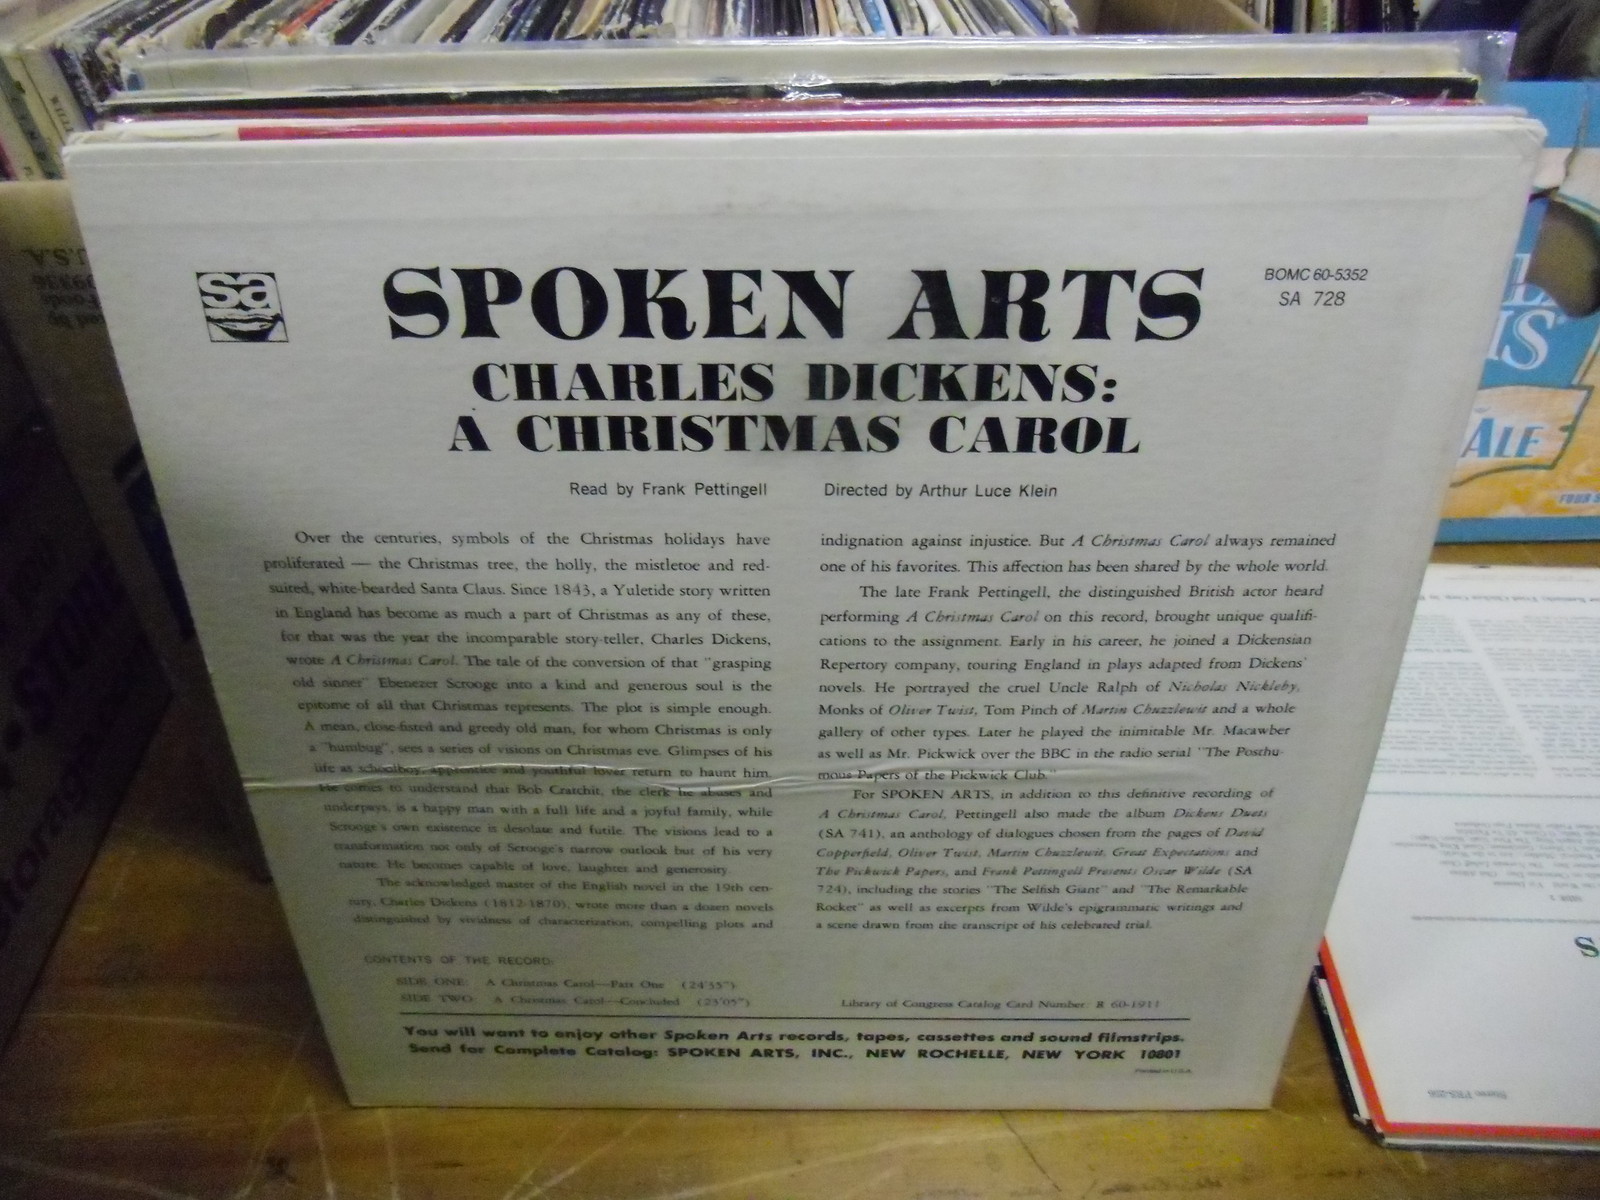 sa
SPOKEN ARTS
BOMC 60-5352
SA 728
CHARLES DICKENS:
A CHRISTMAS CAROL
Read by Frank Pettingell
Directed by Arthur Luce Klein
Over the centuries, symbols of the Christmas holidays have
proliferated — the Christmas tree, the holly, the mistletoe and red-
suited, white-bearded Santa Claus. Since 1843, a Yuletide story written
in England has become as much a part of Christmas as any of these,
for that was the year the incomparable story-teller, Charles Dickens,
wrote A Christmas Carol. The tale of the conversion of that "grasping
old sinner" Ebenezer Scrooge into a kind and generous soul is the
epitome of all that Christmas represents. The plot is simple enough.
A mean, close-fisted and greedy old man, for whom Christmas is only
a "humbug", sees a series of visions on Christmas eve. Glimpses of his
life as schoolboy, apprentice and youthful lover return to haunt him.
He comes to understand that Bob Cratchit, the clerk he abuses and
underpays, is a happy man with a full life and a joyful family, while
Scrooge's own existence is desolate and futile. The visions lead to a
transformation not only of Scrooge's narrow outlook but of his very
nature. He becomes capable of love, laughter and generosity.
The acknowledged master of the English novel in the 19th cen-
tury, Charles Dickens (1812-1870), wrote more than a dozen novels
distinguished by vividness of characterization, compelling plots and
indignation against injustice. But A Christmas Carol always remained
one of his favorites. This affection has been shared by the whole world.
The late Frank Pettingell, the distinguished British actor heard
performing A Christmas Carol on this record, brought unique qualifi-
cations to the assignment. Early in his career, he joined a Dickensian
Repertory company, touring England in plays adapted from Dickens'
novels. He portrayed the cruel Uncle Ralph of Nicholas Nickleby,
Monks of Oliver Twist, Tom Pinch of Martin Chuzzlewit and a whole
gallery of other types. Later he played the inimitable Mr. Macawber
as well as Mr. Pickwick over the BBC in the radio serial "The Posthu-
mous Papers of the Pickwick Club."
For SPOKEN ARTS, in addition to this definitive recording of
A Christmas Carol, Pettingell also made the album Dickens Duets
(SA 741), an anthology of dialogues chosen from the pages of David
Copperfield, Oliver Twist, Martin Chuzzlewit, Great Expectations and
The Pickwick Papers, and Frank Pettingell Presents Oscar Wilde (SA
724), including the stories "The Selfish Giant" and "The Remarkable
Rocket" as well as excerpts from Wilde's epigrammatic writings and
a scene drawn from the transcript of his celebrated trial.
CONTENTS OF THE RECORD:
SIDE ONE: A Christmas Carol—Part One (24'35")
SIDE TWO: A Christmas Carol—Concluded (25'05")
Library of Congress Catalog Card Number: R 60-1911
You will want to enjoy other Spoken Arts records, tapes, cassettes and sound filmstrips.
Send for Complete Catalog: SPOKEN ARTS, INC., NEW ROCHELLE, NEW YORK 10801
Printed in U.S.A.
U.S.A.
99336
Foods
ALE